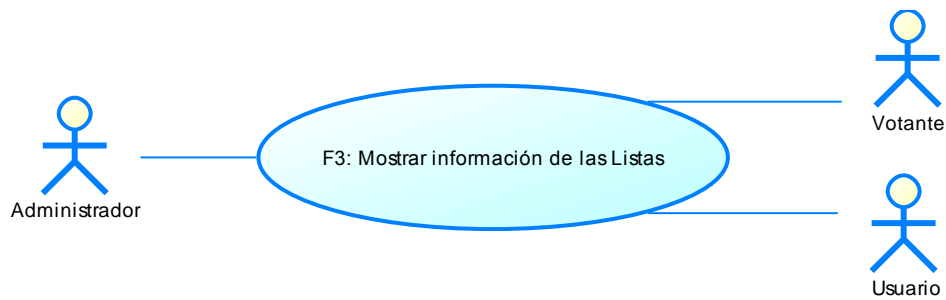 Votante
F3: Mostrar información de las Listas
Administrador
Usuario